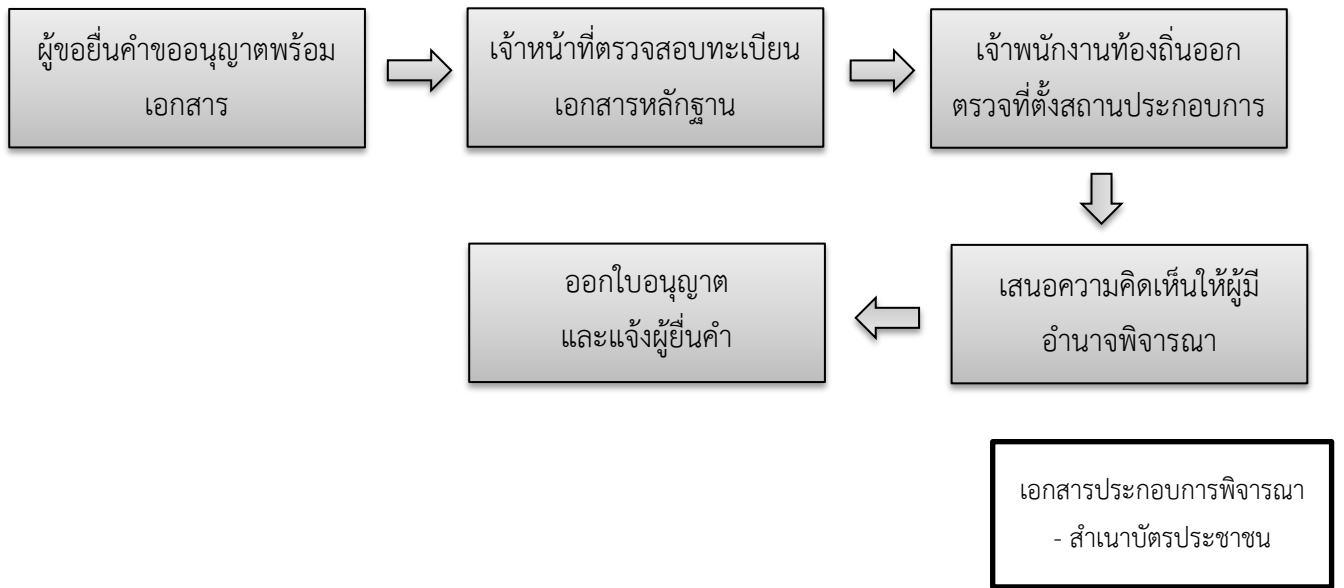 ผู้ขอยื่นคำขออนุญาตพร้อม
เอกสาร
เจ้าหน้าที่ตรวจสอบทะเบียน
เอกสารหลักฐาน
เจ้าพนักงานท้องถิ่นออก
ตรวจที่ตั้งสถานประกอบการ
เสนอความคิดเห็นให้ผู้มี
อำนาจพิจารณา
ออกใบอนุญาต
และแจ้งผู้ยื่นคำ
เอกสารประกอบการพิจารณา
- สำเนาบัตรประชาชน